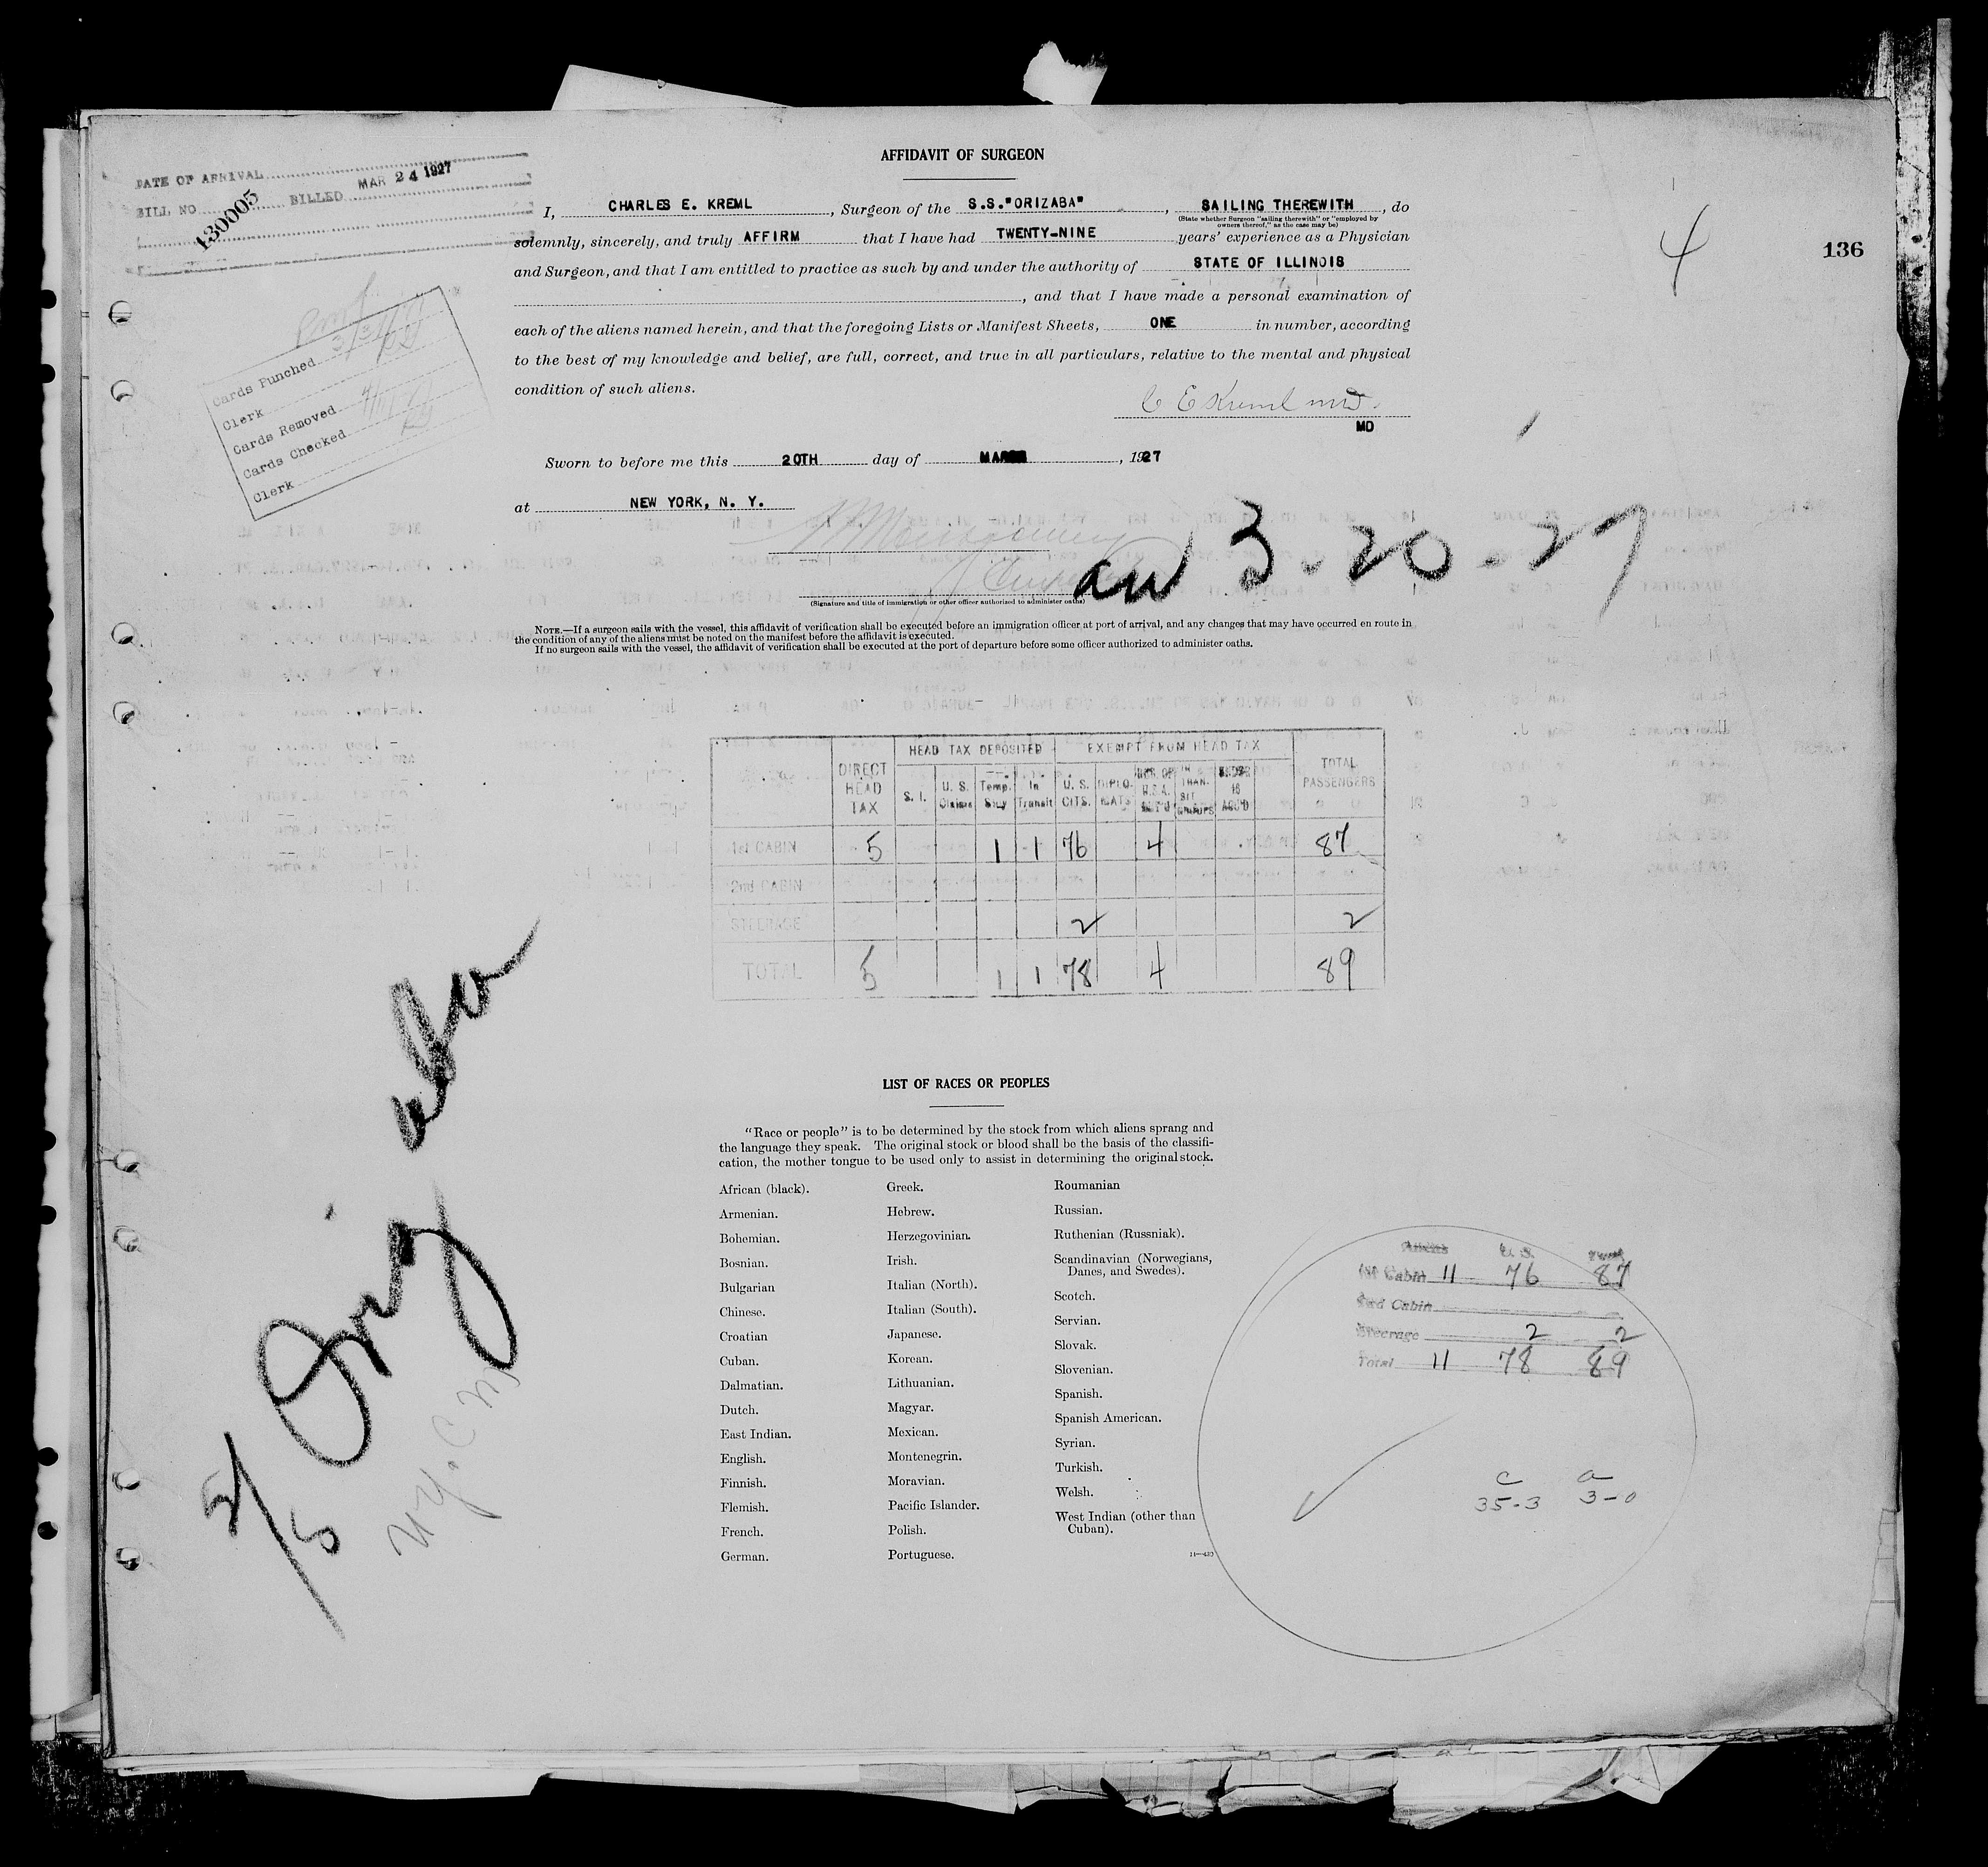 AFFIDAVIT OF SURGEON
DATE OF ARRIVAL
BILL NO. 130005 BILLED MAR 24 1927
136
4
I, CHARLES E. KREML, Surgeon of the S.S."ORIZABA", SAILING THEREWITH, do
(State whether Surgeon "sailing therewith" or "employed by
owners thereof," as the case may be)
solemnly, sincerely, and truly AFFIRM that I have had TWENTY-NINE years' experience as a Physician
and Surgeon, and that I am entitled to practice as such by and under the authority of STATE OF ILLINOIS
, and that I have made a personal examination of
each of the aliens named herein, and that the foregoing Lists or Manifest Sheets, ONE in number, according
to the best of my knowledge and belief, are full, correct, and true in all particulars, relative to the mental and physical
condition of such aliens.
C E Kreml MD.
MD
Cards Punched
Clerk
Cards Removed
Cards Checked
Clerk
Sworn to before me this 20TH day of MARCH, 1927
at NEW YORK, N. Y.
3-20-27
(Signature and title of immigration or other officer authorized to administer oaths)
NOTE.—If a surgeon sails with the vessel, this affidavit of verification shall be executed before an immigration officer at port of arrival, and any changes that may have occurred en route in
the condition of any of the aliens must be noted on the manifest before the affidavit is executed.
If no surgeon sails with the vessel, the affidavit of verification shall be executed at the port of departure before some officer authorized to administer oaths.
DIRECT HEAD TAX HEAD TAX DEPOSITED EXEMPT FROM HEAD TAX TOTAL PASSENGERS
S. I. U. S. Claims Temp. Stay In Transit U. S. CITS. DIPLO-MATS
1st CABIN 5 1 1 76 4 87
2nd CABIN
STEERAGE 2 2
TOTAL 5 1 1 78 4 89
Orizaba
LIST OF RACES OR PEOPLES
"Race or people" is to be determined by the stock from which aliens sprang and
the language they speak. The original stock or blood shall be the basis of the classifi-
cation, the mother tongue to be used only to assist in determining the original stock.
African (black).
Armenian.
Bohemian.
Bosnian.
Bulgarian
Chinese.
Croatian
Cuban.
Dalmatian.
Dutch.
East Indian.
English.
Finnish.
Flemish.
French.
German.
Greek.
Hebrew.
Herzegovinian.
Irish.
Italian (North).
Italian (South).
Japanese.
Korean.
Lithuanian.
Magyar.
Mexican.
Montenegrin.
Moravian.
Pacific Islander.
Polish.
Portuguese.
Roumanian
Russian.
Ruthenian (Russniak).
Scandinavian (Norwegians,
Danes, and Swedes).
Scotch.
Servian.
Slovak.
Slovenian.
Spanish.
Spanish American.
Syrian.
Turkish.
Welsh.
West Indian (other than
Cuban).
Aliens U. S. Total
1st Cabin 11 76 87
2nd Cabin
Steerage 2 2
Total 11 78 89
C a
35-3 3-0